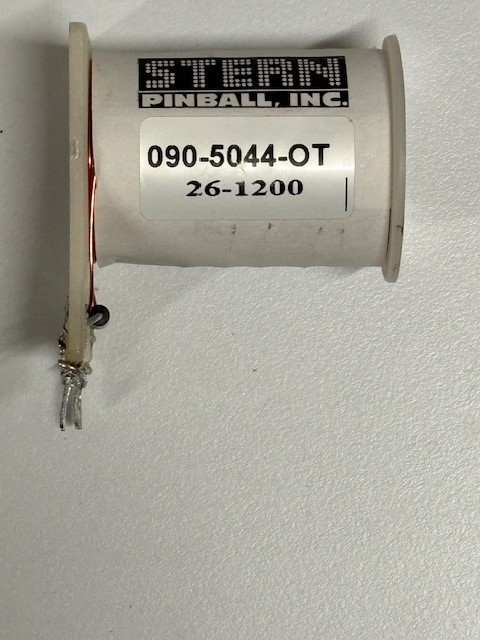 STERN
PINBALL, INC.
090-5044-OT
26-1200